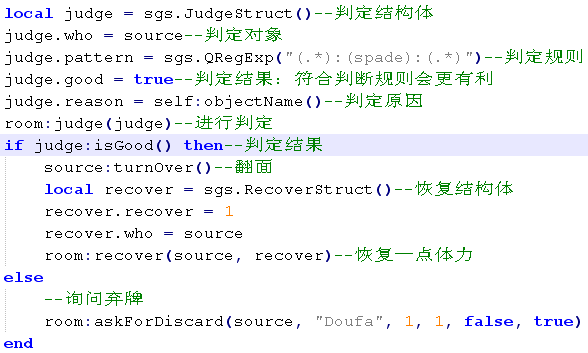 local judge = sgs.JudgeStruct()--判定结构体
judge.who = source--判定对象
judge.pattern = sgs.QRegExp("(.*):(spade):(.*)")--判定规则
judge.good = true--判定结果：符合判断规则会更有利
judge.reason = self:objectName()--判定原因
room:judge(judge)--进行判定
if judge:isGood() then--判定结果
    source:turnOver()--翻面
    local recover = sgs.RecoverStruct()--恢复结构体
    recover.recover = 1
    recover.who = source
    room:recover(source, recover)--恢复一点体力
else
    --询问弃牌
    room:askForDiscard(source, "Doufa", 1, 1, false, true)
end